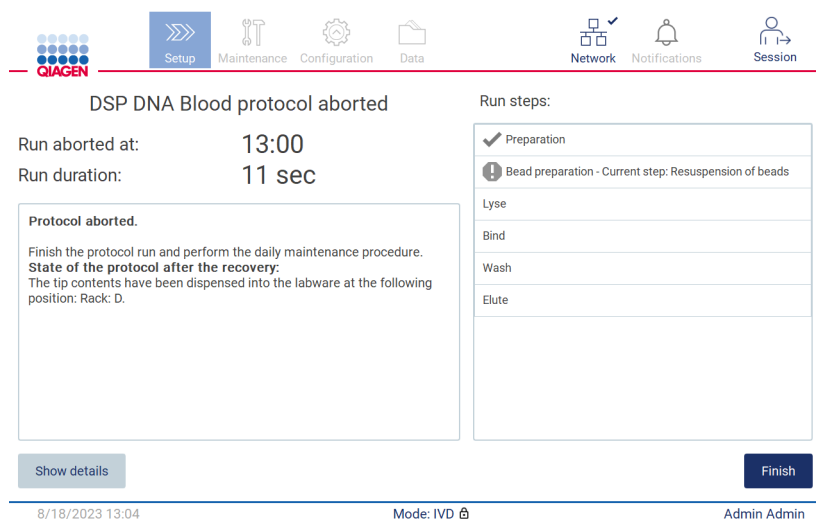 QIAGEN
Setup
Maintenance
Configuration
Data
Network
Notifications
Session
DSP DNA Blood protocol aborted
Run aborted at: 13:00
Run duration: 11 sec
Protocol aborted.
Finish the protocol run and perform the daily maintenance procedure.
State of the protocol after the recovery:
The tip contents have been dispensed into the labware at the following
position: Rack: D.
Run steps:
Preparation
Bead preparation - Current step: Resuspension of beads
Lyse
Bind
Wash
Elute
Show details
Finish
8/18/2023 13:04
Mode: IVD
Admin Admin